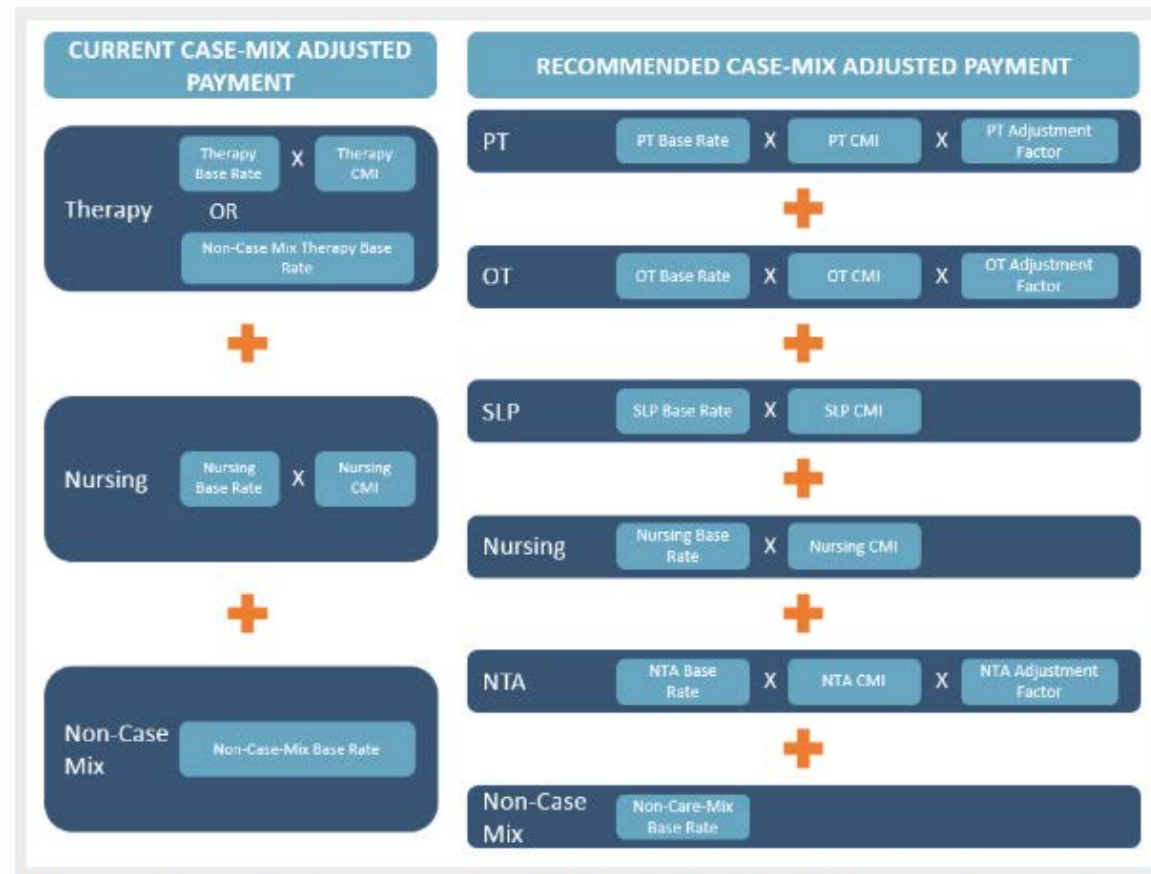 CURRENT CASE-MIX ADJUSTED
PAYMENT
Therapy
Therapy
Base Rate
X
Therapy
CMI
OR
Non-Case Mix Therapy Base
Rate
Nursing
Nursing
Base Rate
X
Nursing
CMI
Non-Case
Mix
Non-Case-Mix Base Rate
RECOMMENDED CASE-MIX ADJUSTED PAYMENT
PT
PT Base Rate
X
PT CMI
X
PT Adjustment
Factor
OT
OT Base Rate
X
OT CMI
X
OT Adjustment
Factor
SLP
SLP Base Rate
X
SLP CMI
Nursing
Nursing Base
Rate
X
Nursing CMI
NTA
NTA Base
Rate
X
NTA CMI
X
NTA Adjustment
Factor
Non-Case
Mix
Non-Care-Mix
Base Rate